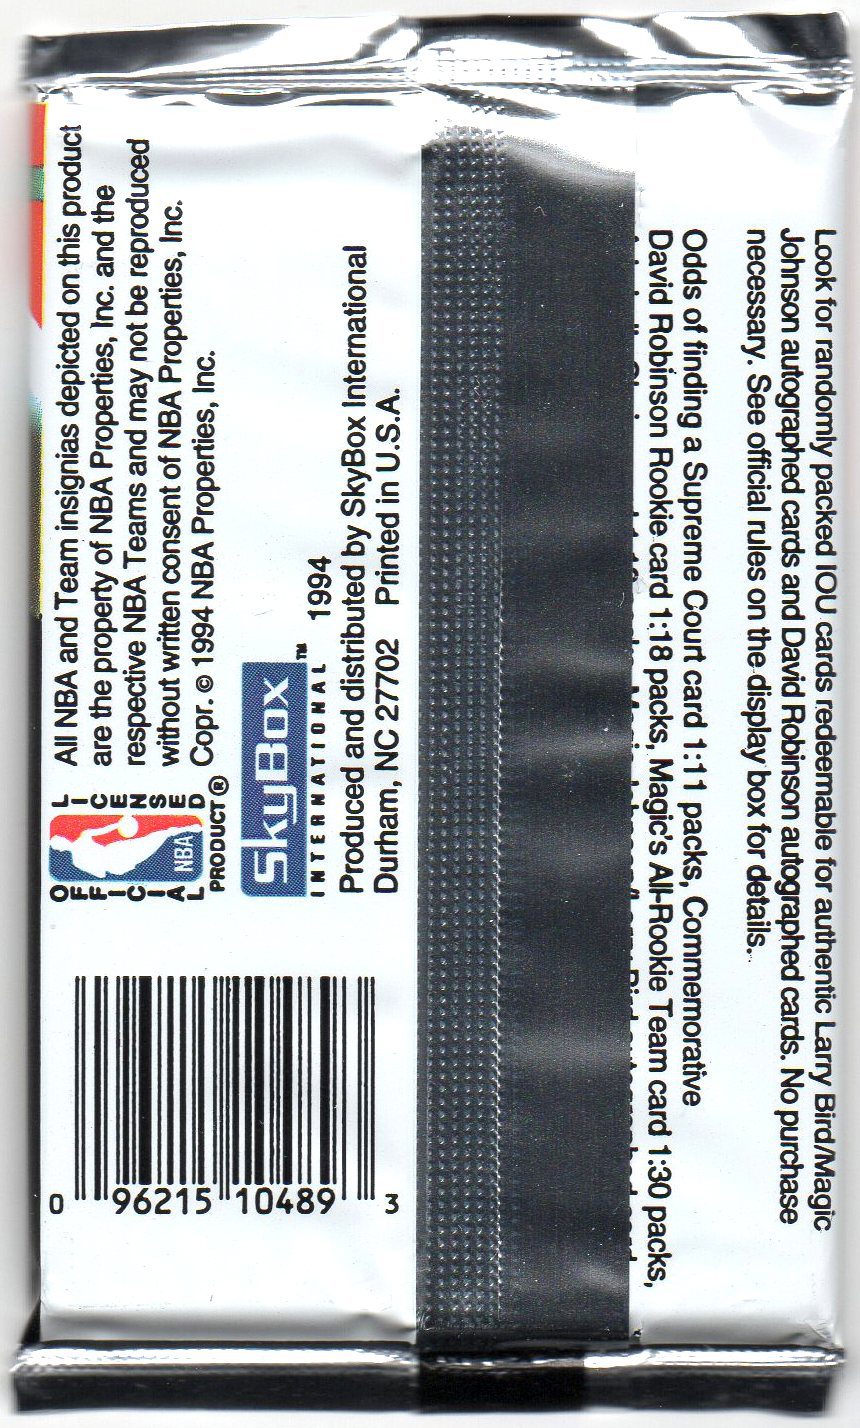 Look for randomly packed IOU cards redeemable for authentic Larry Bird/Magic
Johnson autographed cards and David Robinson autographed cards. No purchase
necessary. See official rules on the display box for details.
Odds of finding a Supreme Court card 1:11 packs, Commemorative
David Robinson Rookie card 1:18 packs, Magic's All-Rookie Team card 1:30 packs,
All NBA and Team insignias depicted on this product
are the property of NBA Properties, Inc. and the
respective NBA Teams and may not be reproduced
without written consent of NBA Properties, Inc.
Copr. © 1994 NBA Properties, Inc.
OFFICIAL
LICENSED
NBA
PRODUCT®
SkyBox™
INTERNATIONAL 1994
Produced and distributed by SkyBox International
Durham, NC 27702 Printed in U.S.A.
0 96215 10489 3